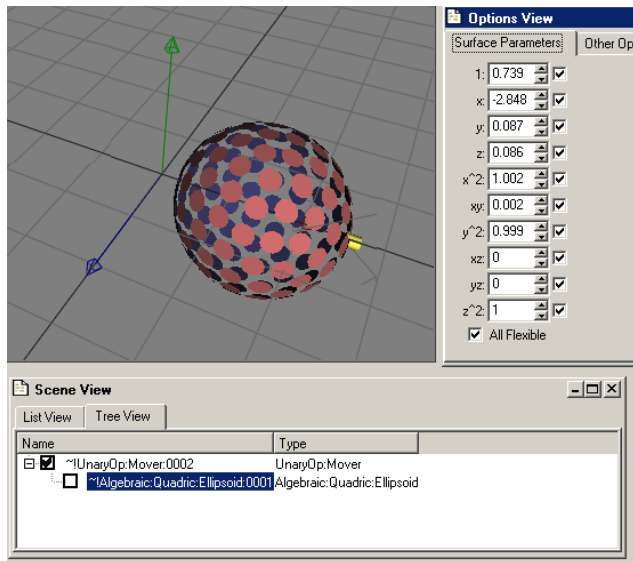 Options View
Surface Parameters Other Op
1: 0.739
x: -2.848
y: 0.087
z: 0.086
x^2: 1.002
xy: 0.002
y^2: 0.999
xz: 0
yz: 0
z^2: 1
All Flexible
Scene View
List View Tree View
Name Type
~!UnaryOp:Mover:0002 UnaryOp:Mover
~!Algebraic:Quadric:Ellipsoid:0001 Algebraic:Quadric:Ellipsoid